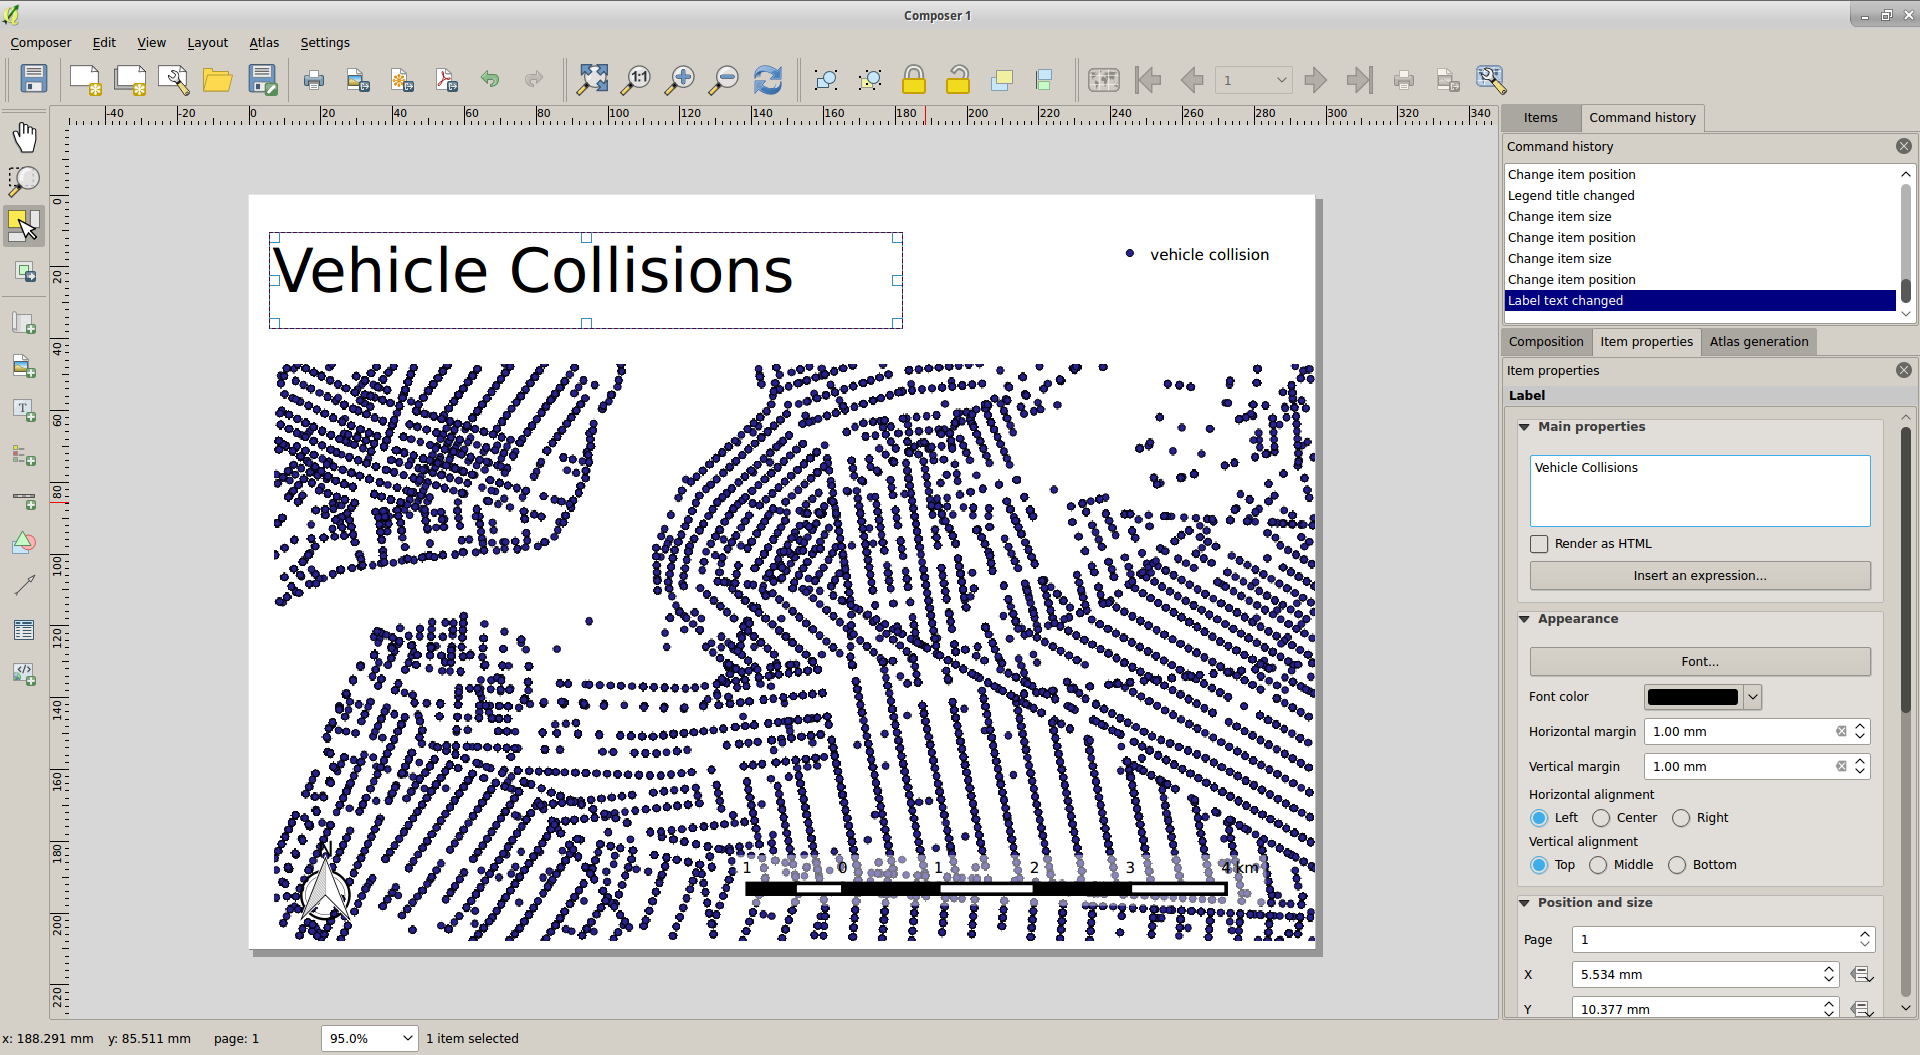 Composer 1
Composer Edit View Layout Atlas Settings
1:1 1
-40 -20 0 20 40 60 80 100 120 140 160 180 200 220 240 260 280 300 320 340
0
20
40
60
80
100
120
140
160
180
200
220
Vehicle Collisions
vehicle collision
N
1 0 1 2 3 4 km
Items Command history
Command history
Change item position
Legend title changed
Change item size
Change item position
Change item size
Change item position
Label text changed
Composition Item properties Atlas generation
Item properties
Label
Main properties
Vehicle Collisions
Render as HTML
Insert an expression...
Appearance
Font...
Font color
Horizontal margin 1.00 mm
Vertical margin 1.00 mm
Horizontal alignment
Left Center Right
Vertical alignment
Top Middle Bottom
Position and size
Page 1
X 5.534 mm
Y 10.377 mm
x: 188.291 mm y: 85.511 mm page: 1 95.0% 1 item selected